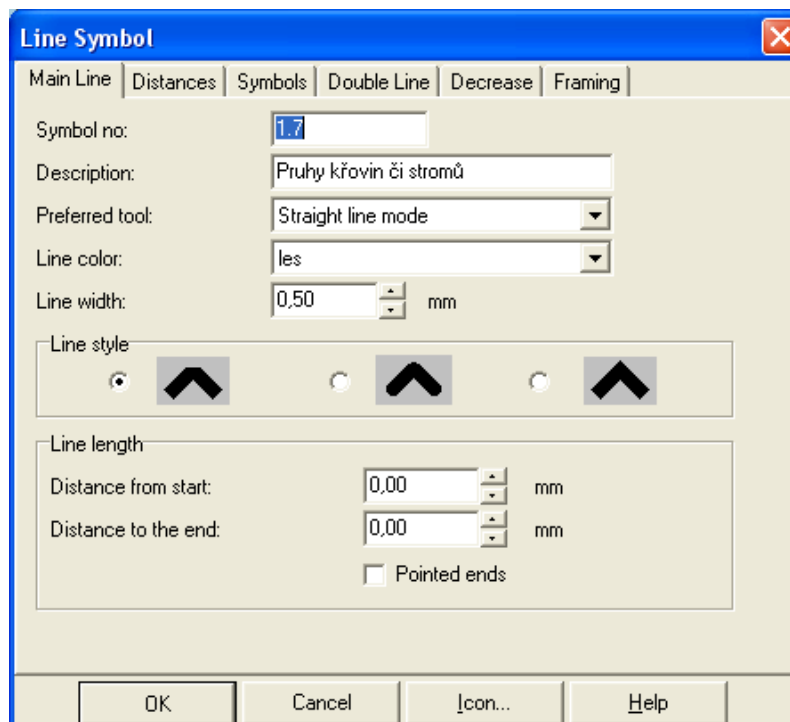 Line Symbol
Main Line Distances Symbols Double Line Decrease Framing
Symbol no: 1.7
Description: Pruhy křovin či stromů
Preferred tool: Straight line mode
Line color: les
Line width: 0,50 mm
Line style
Line length
Distance from start: 0,00 mm
Distance to the end: 0,00 mm
Pointed ends
OK Cancel Icon... Help